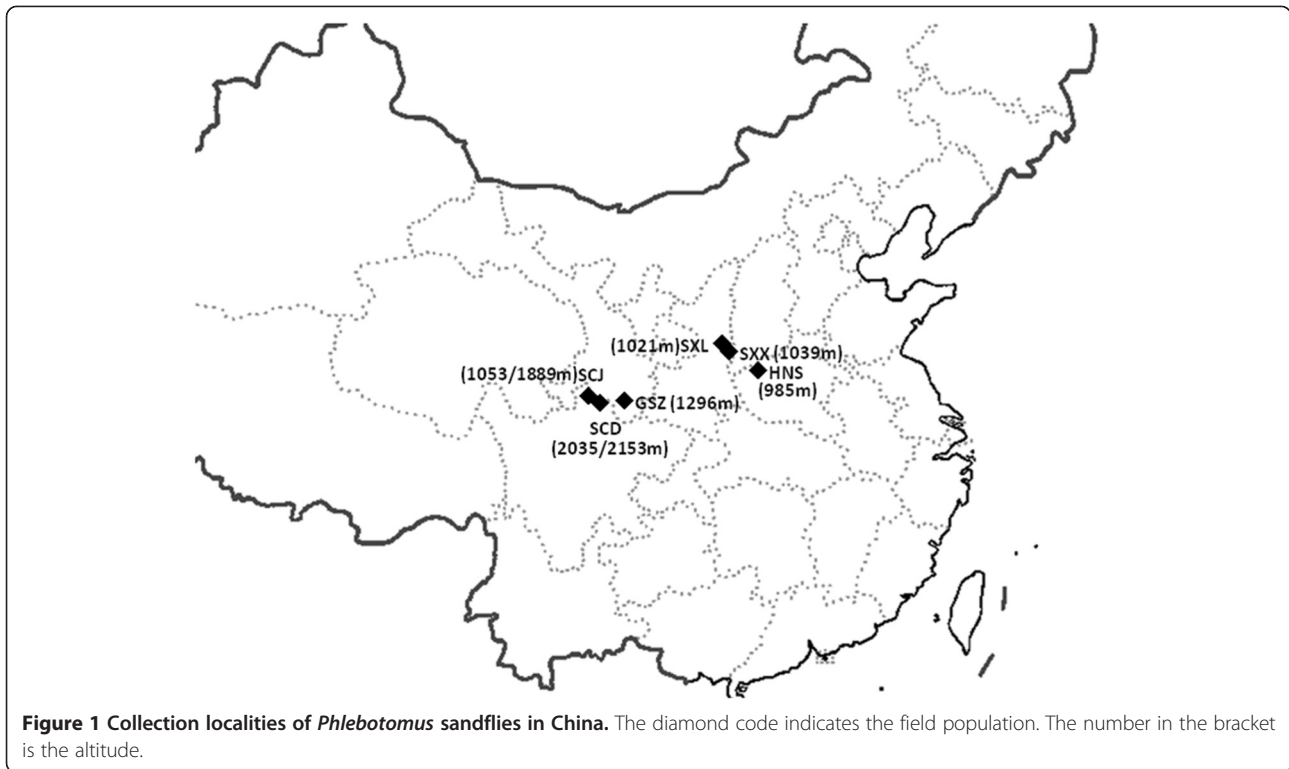 (1021m)SXL
SXX (1039m)
HNS
(985m)
(1053/1889m)SCJ
GSZ (1296m)
SCD
(2035/2153m)
Figure 1 Collection localities of Phlebotomus sandflies in China. The diamond code indicates the field population. The number in the bracket
is the altitude.